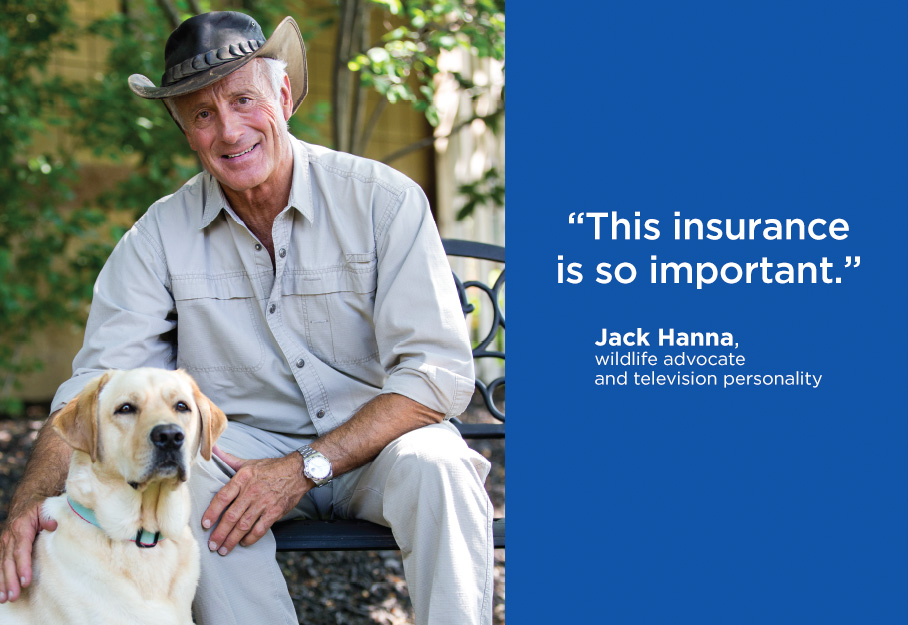 “This insurance
is so important.”
Jack Hanna,
wildlife advocate
and television personality